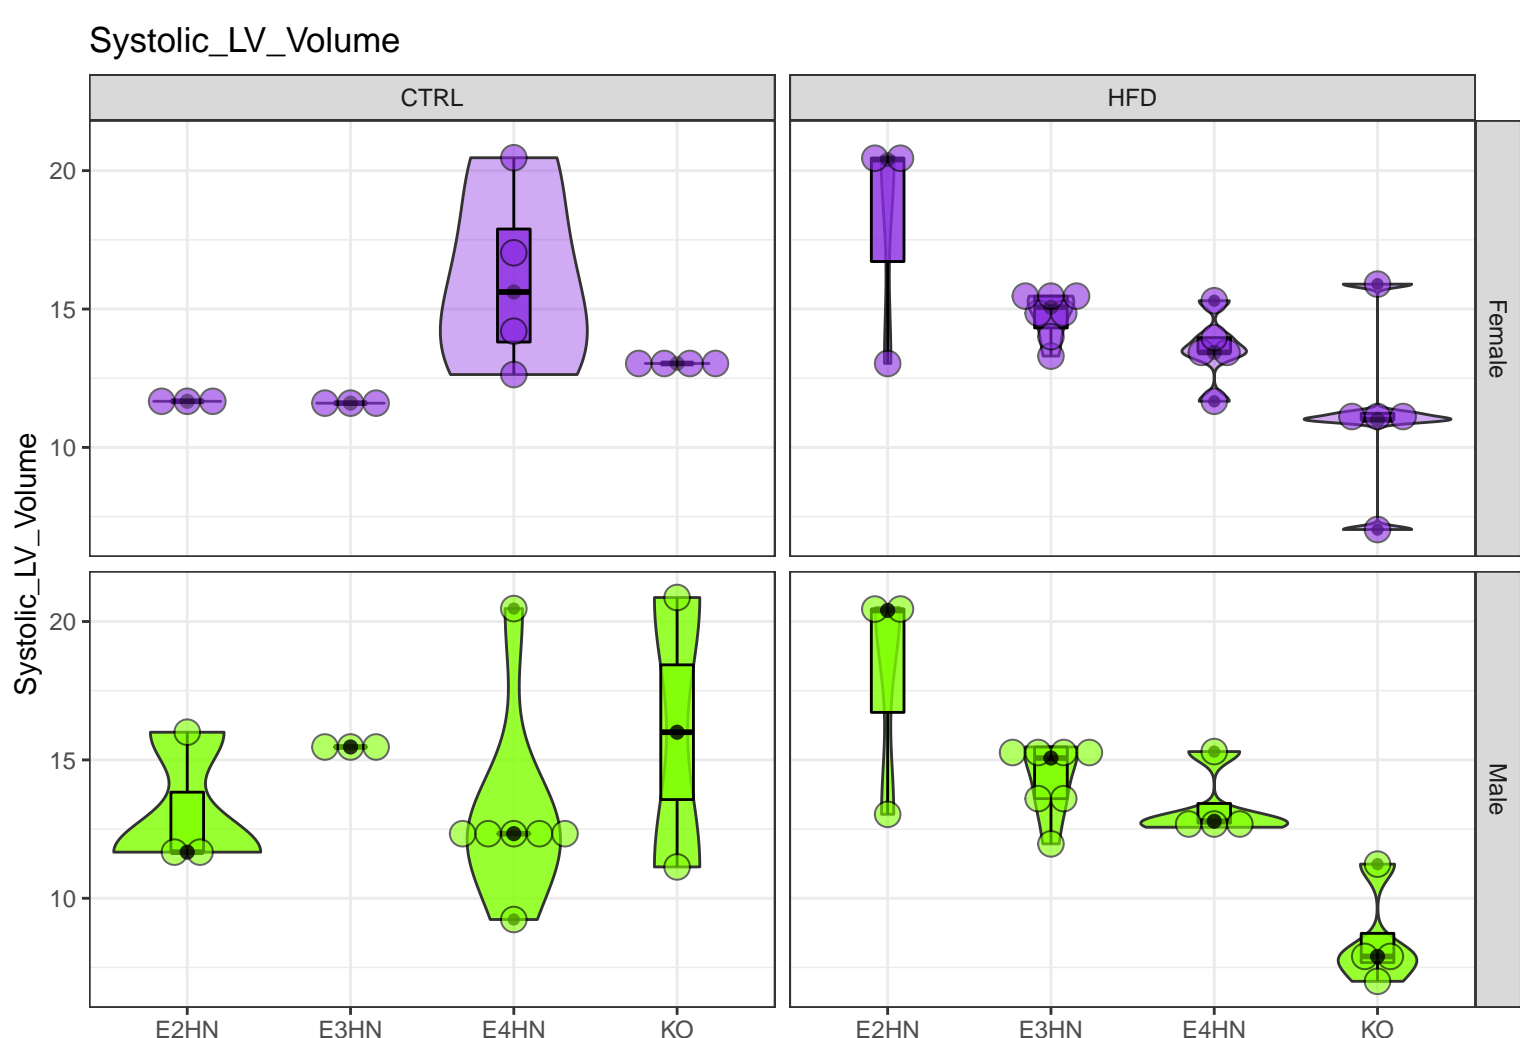 Systolic_LV_Volume
CTRL
HFD
20
15
10
Female
Systolic_LV_Volume
20
15
10
Male
E2HN
E3HN
E4HN
KO
E2HN
E3HN
E4HN
KO